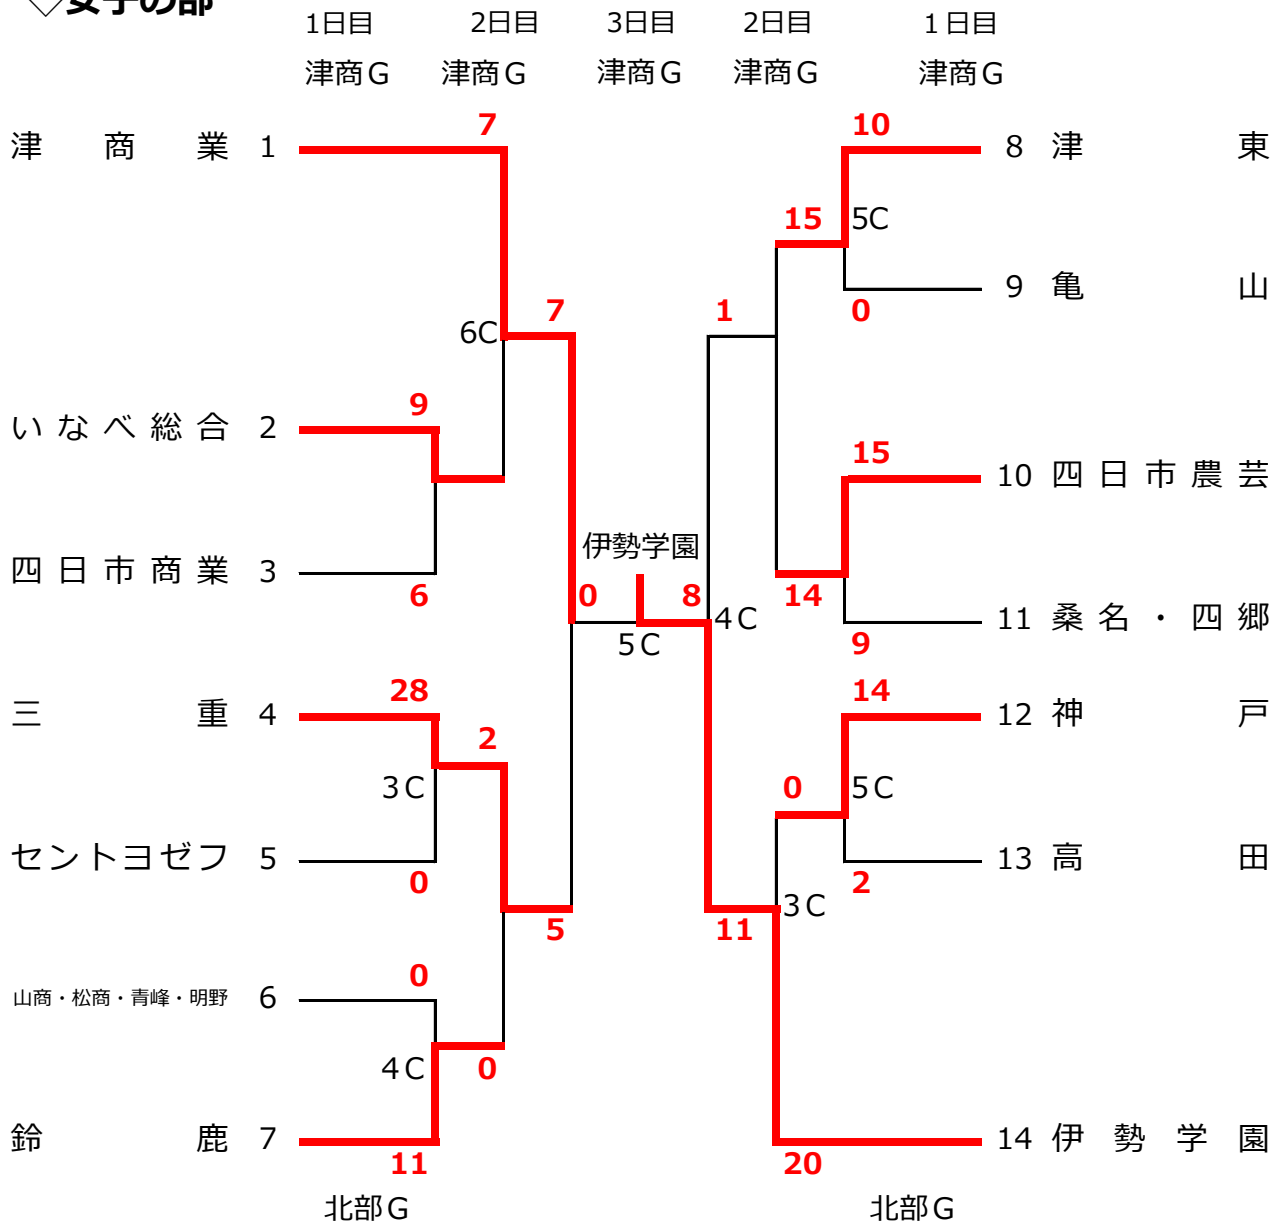 ◇女子の部
1日目 2日目 3日目 2日目 1日目
津商G 津商G 津商G 津商G 津商G
7 10
津商業 1 8 津東
15 5C
9 亀山
7 1 0
6C
9
いなべ総合 2
15
10 四日市農芸
伊勢学園
四日市商業 3
6 0 8 14
4C 11 桑名・四郷
5C 9
28 14
三重 4 12 神戸
2
3C 0 5C
セントヨゼフ 5 13 高田
0 2
3C
5 11
0
山商・松商・青峰・明野 6
4C 0
鈴鹿 7 14 伊勢学園
11 20
北部G 北部G